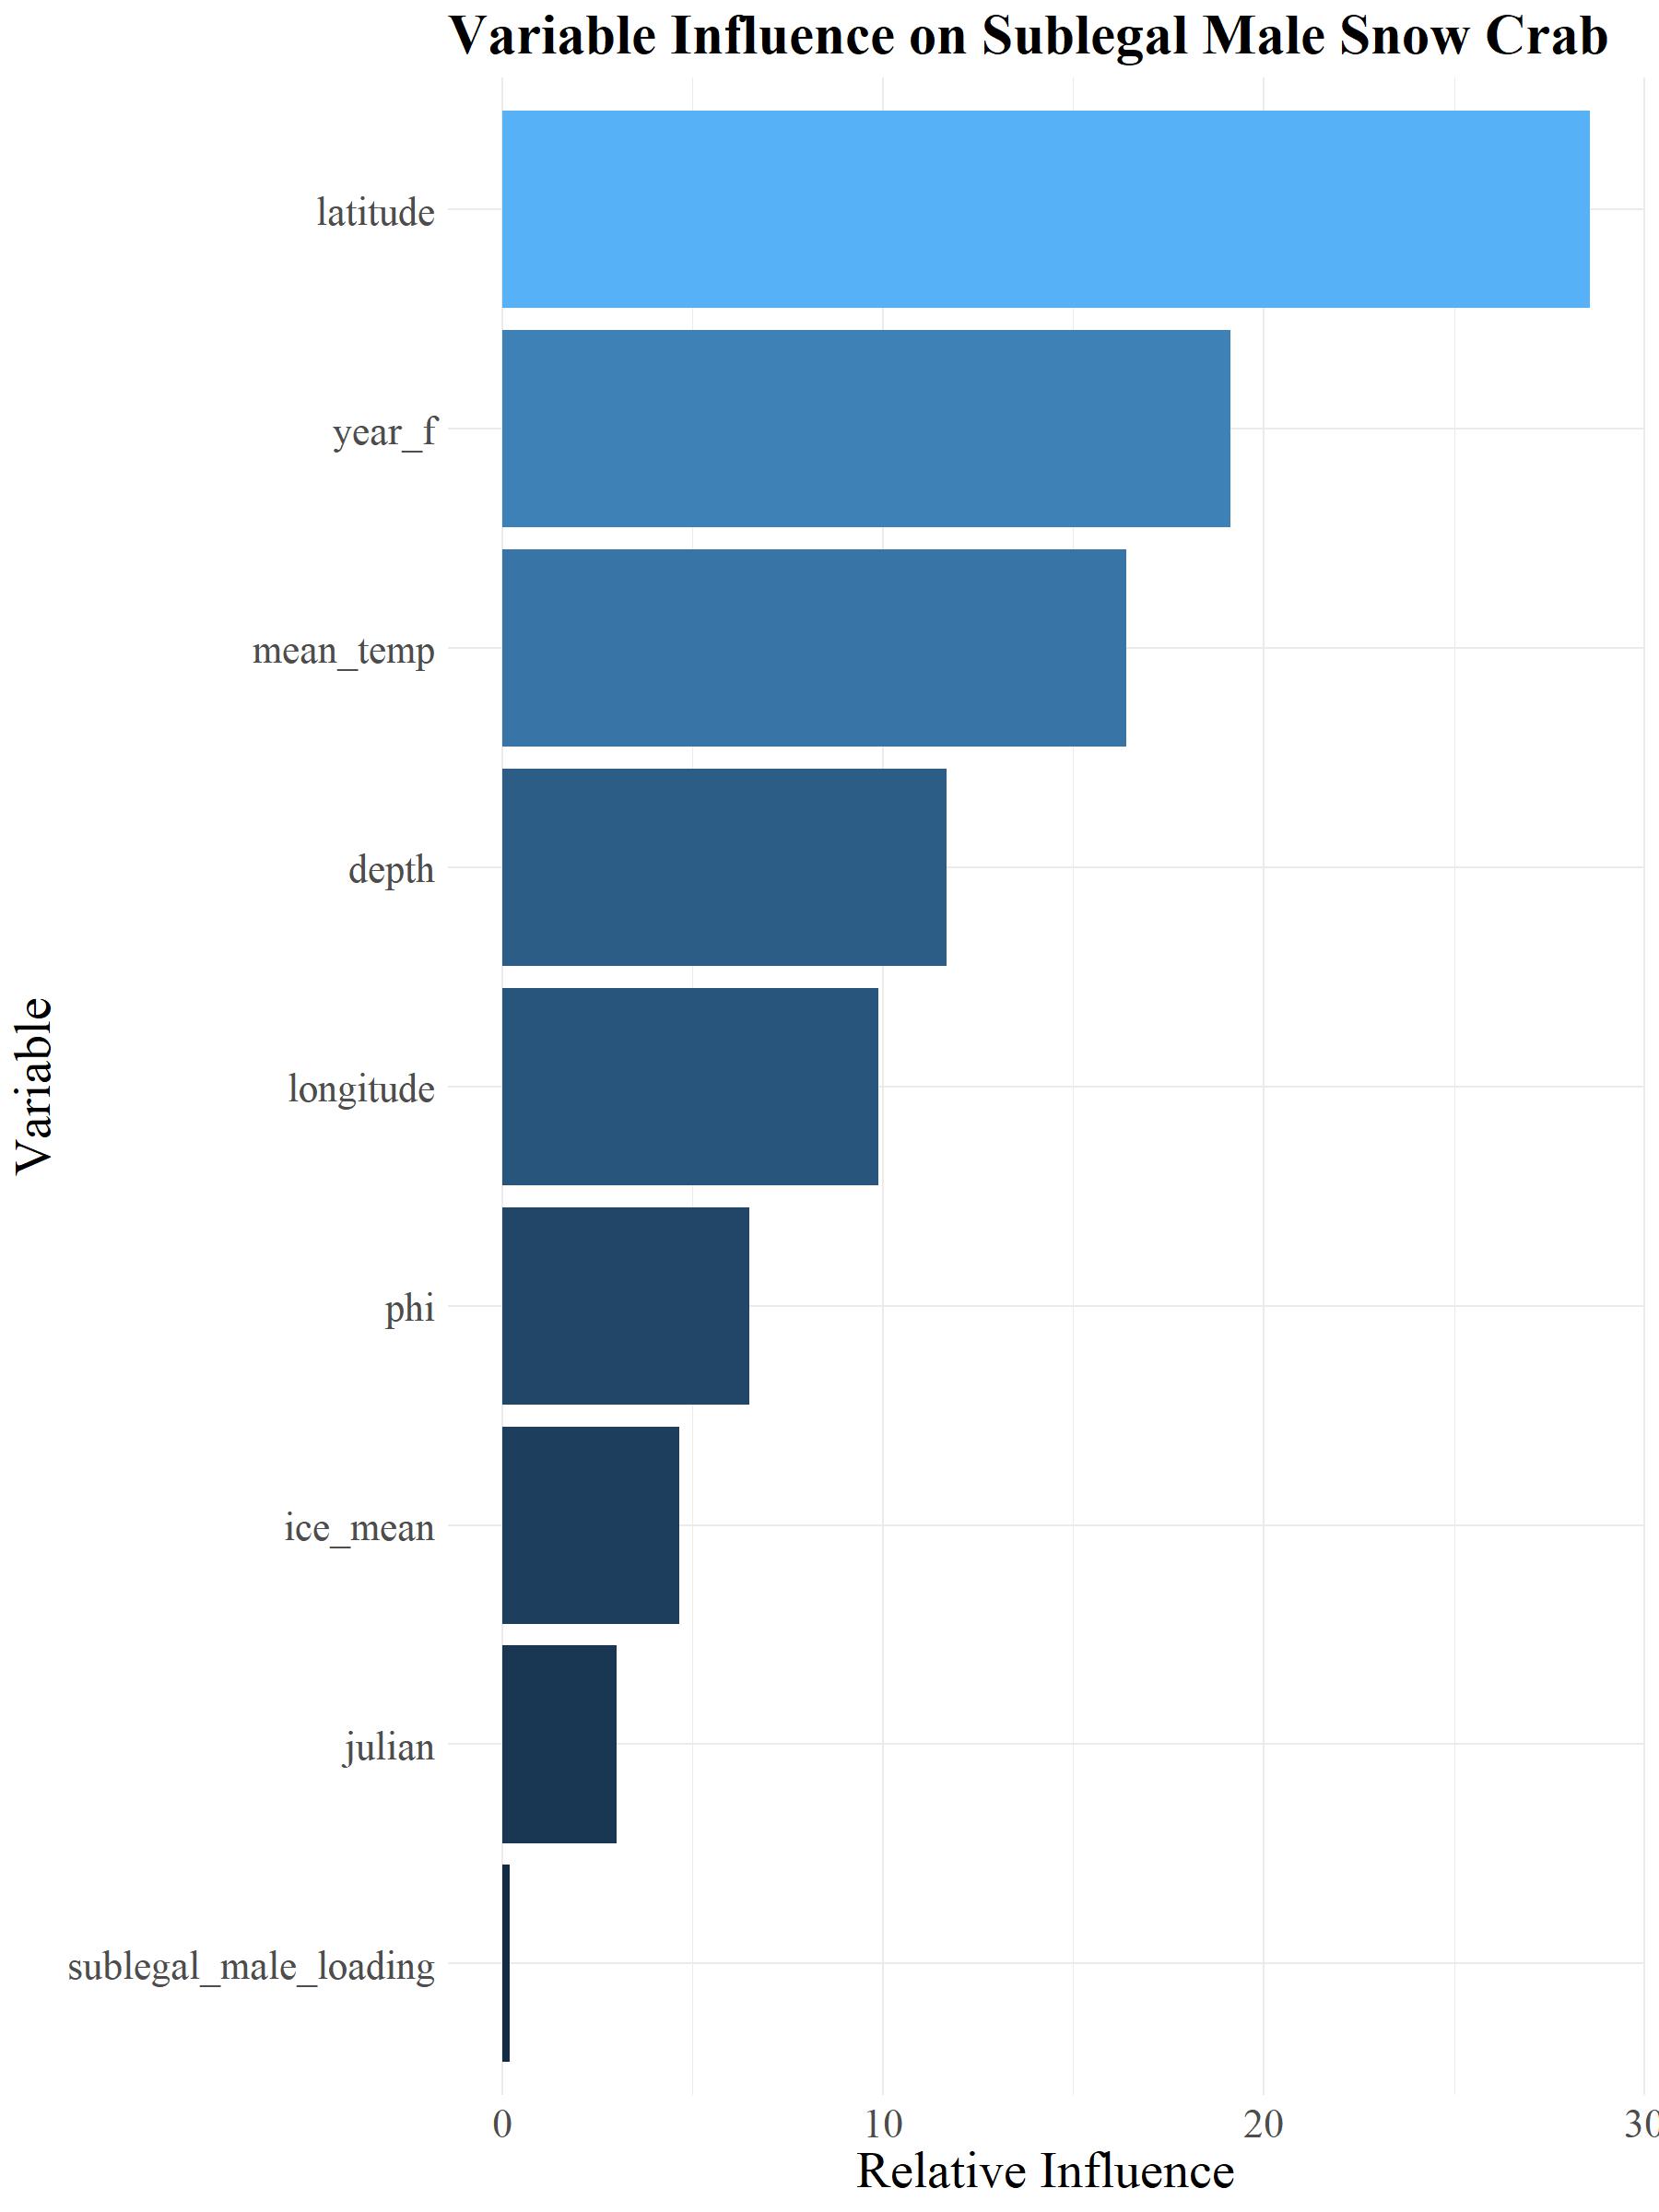 Variable Influence on Sublegal Male Snow Crab
latitude
year_f
mean_temp
depth
longitude
phi
ice_mean
julian
sublegal_male_loading
Variable
0 10 20 30
Relative Influence